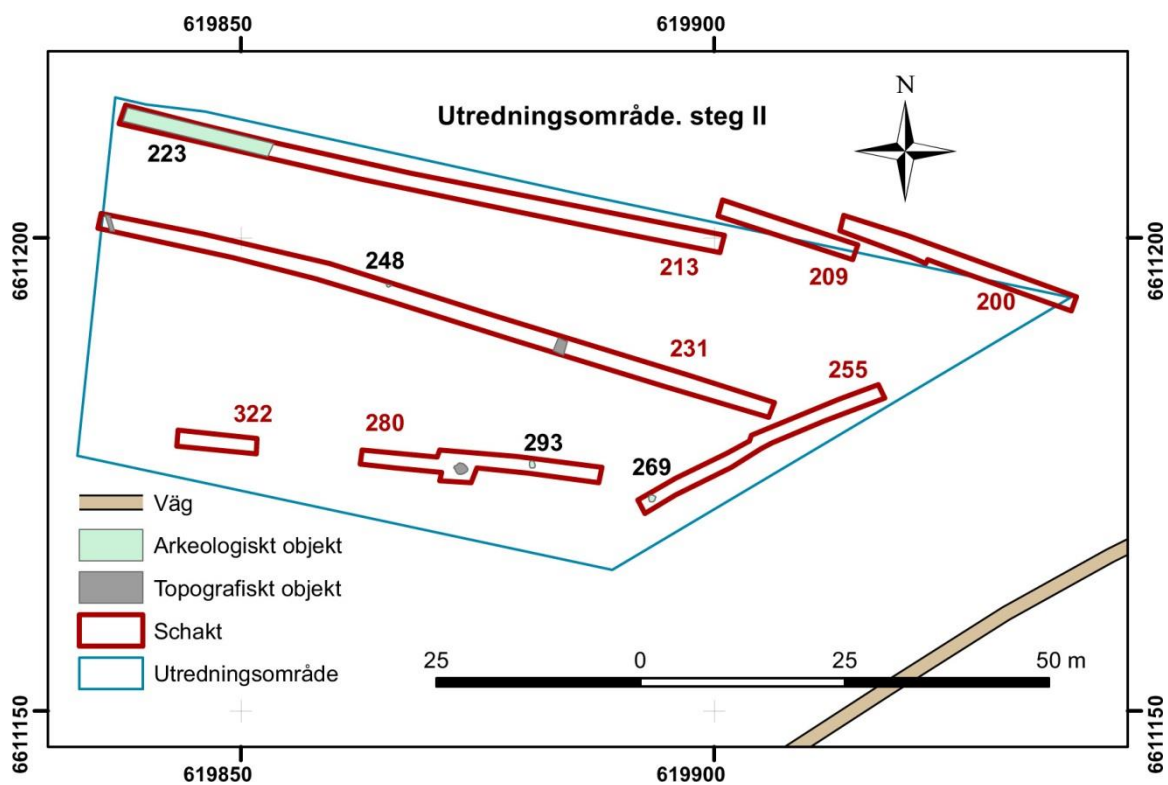 619850 619900
N
Utredningsområde. steg II
223
6611200 6611200
248
213
209
200
231
255
322
280
293
269
Väg
Arkeologiskt objekt
Topografiskt objekt
Schakt
Utredningsområde
25 0 25 50 m
6611150 6611150
619850 619900